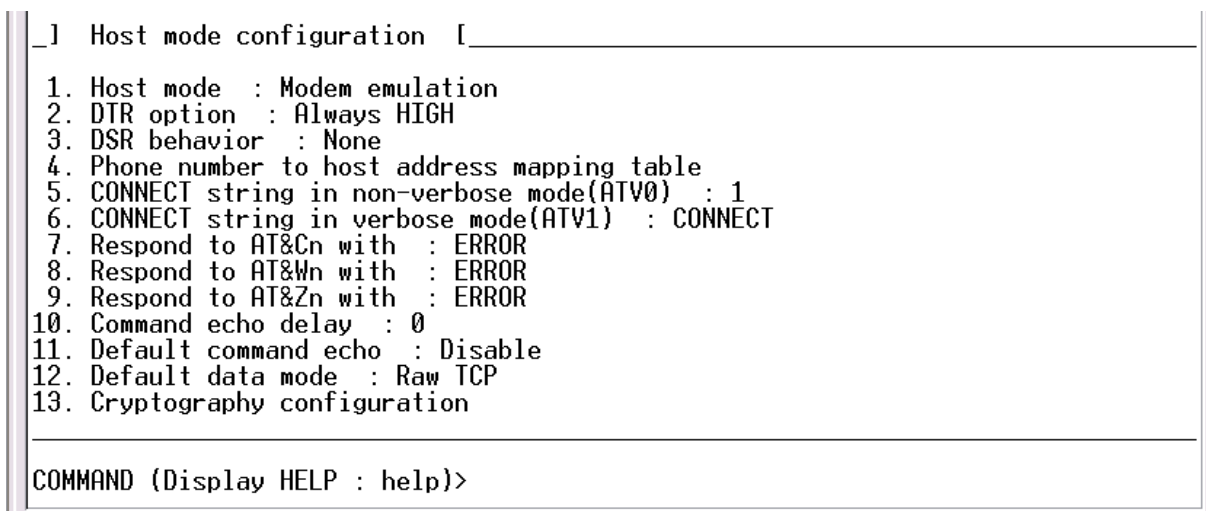 _]  Host mode configuration  [_
1. Host mode  : Modem emulation
2. DTR option  : Always HIGH
3. DSR behavior  : None
4. Phone number to host address mapping table
5. CONNECT string in non-verbose mode(ATV0)  : 1
6. CONNECT string in verbose mode(ATV1)  : CONNECT
7. Respond to AT&Cn with  : ERROR
8. Respond to AT&Wn with  : ERROR
9. Respond to AT&Zn with  : ERROR
10. Command echo delay  : 0
11. Default command echo  : Disable
12. Default data mode  : Raw TCP
13. Cryptography configuration
COMMAND (Display HELP : help)>